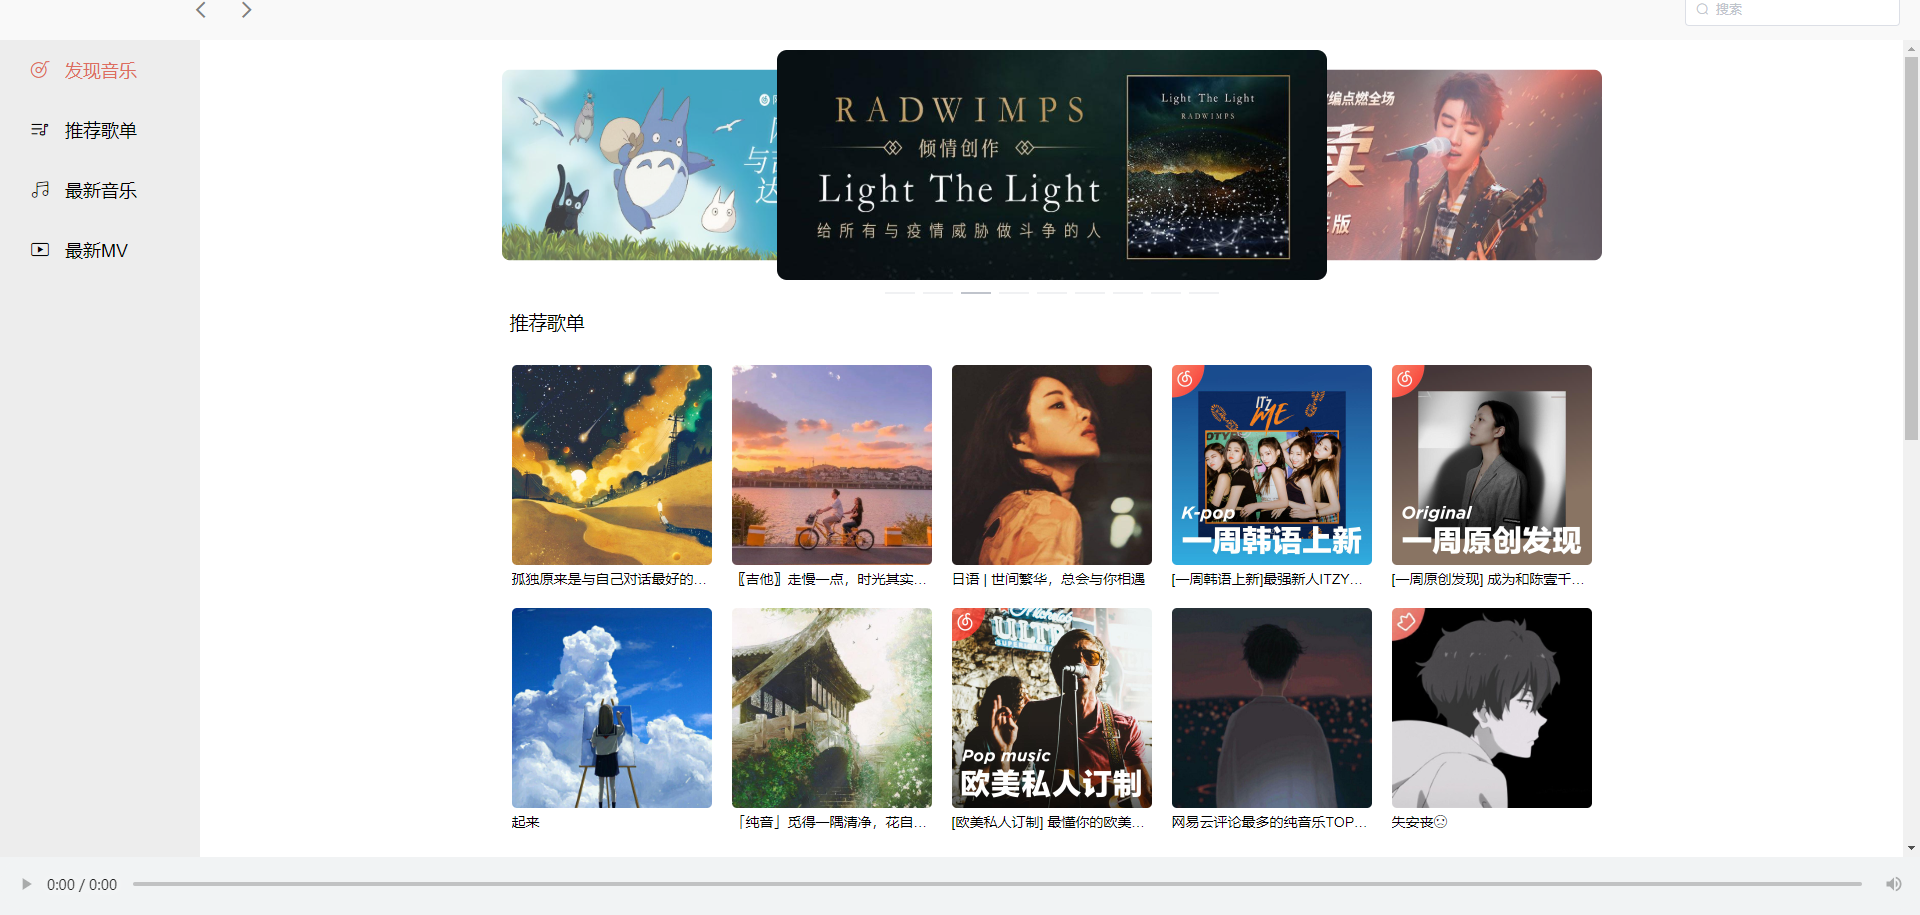 搜索
发现音乐
推荐歌单
最新音乐
最新MV
与
达
RADWIMPS
倾情创作
Light The Light
给所有与疫情威胁做斗争的人
Light The Light
RADWIMPS
编点燃全场
卖
版
推荐歌单
IT'z
ME
K-pop
一周韩语上新
Original
一周原创发现
孤独原来是与自己对话最好的...
〖吉他〗走慢一点，时光其实...
日语 | 世间繁华，总会与你相遇
[一周韩语上新]最强新人ITZY...
[一周原创发现] 成为和陈壹千...
ULTR
Pop music
欧美私人订制
起来
「纯音」觅得一隅清净，花自...
[欧美私人订制] 最懂你的欧美...
网易云评论最多的纯音乐TOP...
失安丧☹
0:00 / 0:00